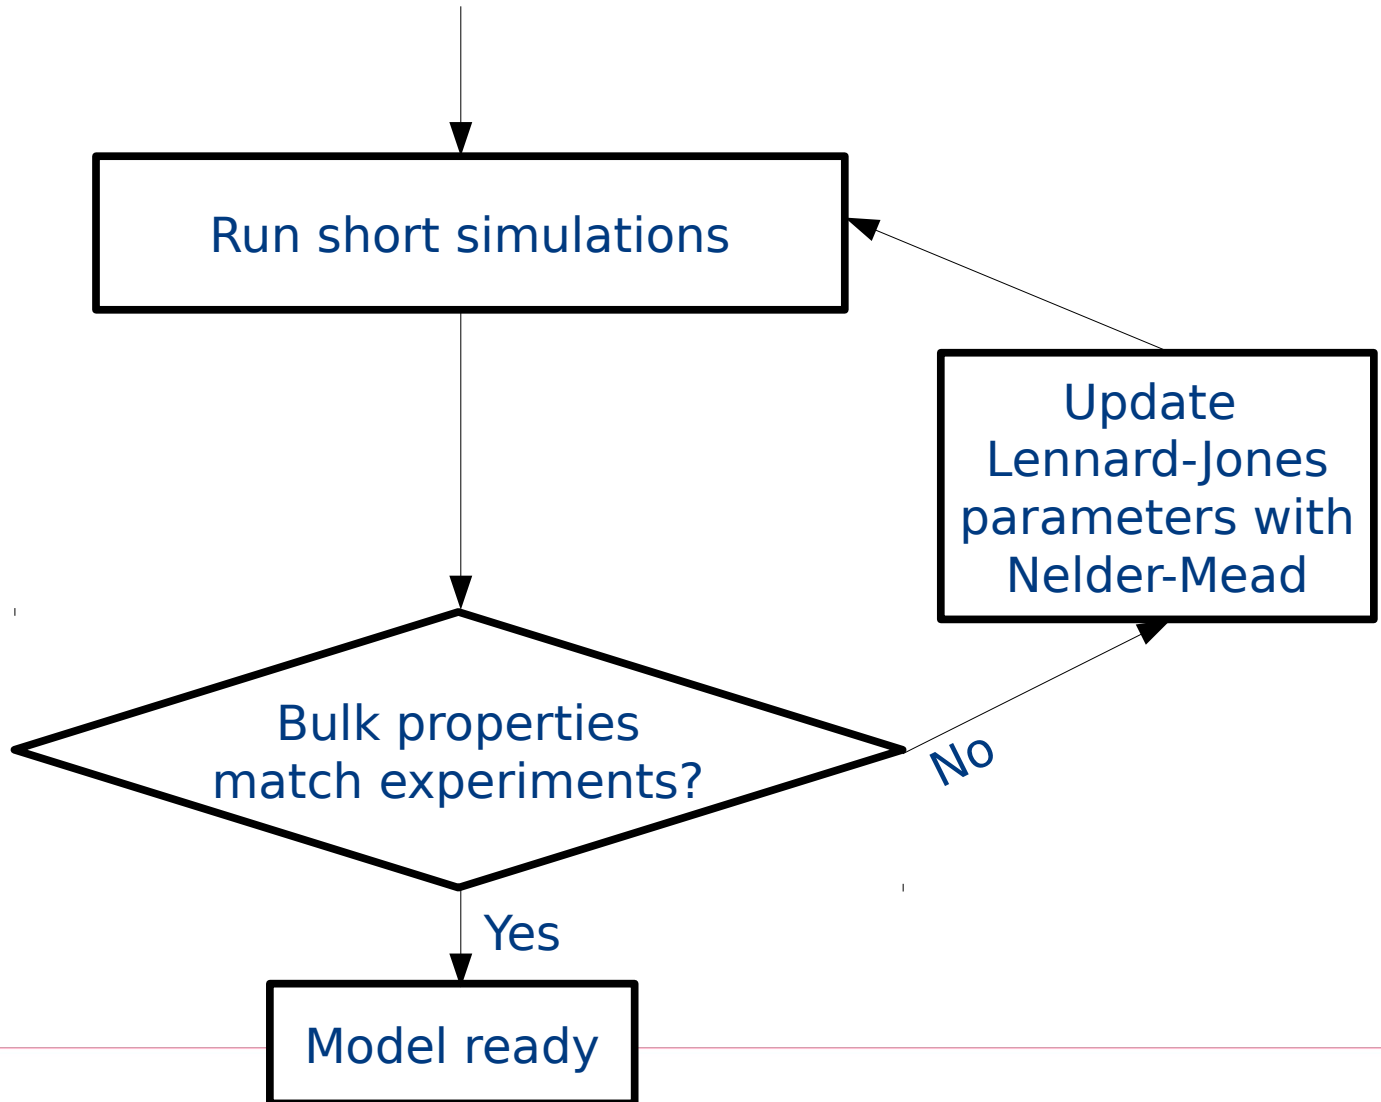 Run short simulations
Update
Lennard-Jones
parameters with
Nelder-Mead
Bulk properties
match experiments?
No
Yes
Model ready